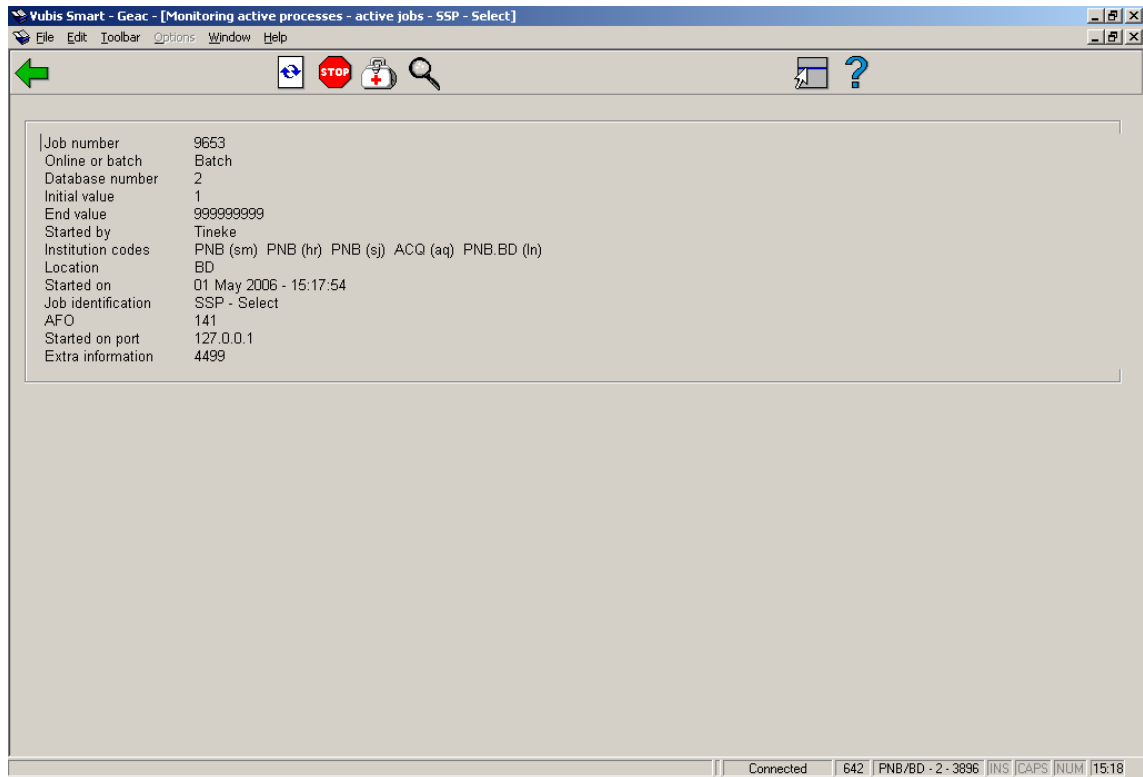 Vubis Smart - Geac - [Monitoring active processes - active jobs - SSP - Select]
File Edit Toolbar Options Window Help
STOP ?
Job number 9653
Online or batch Batch
Database number 2
Initial value 1
End value 999999999
Started by Tineke
Institution codes PNB (sm) PNB (hr) PNB (sj) ACQ (aq) PNB.BD (ln)
Location BD
Started on 01 May 2006 - 15:17:54
Job identification SSP - Select
AFO 141
Started on port 127.0.0.1
Extra information 4499
Connected 642 PNB/BD - 2 - 3896 INS CAPS NUM 15:18